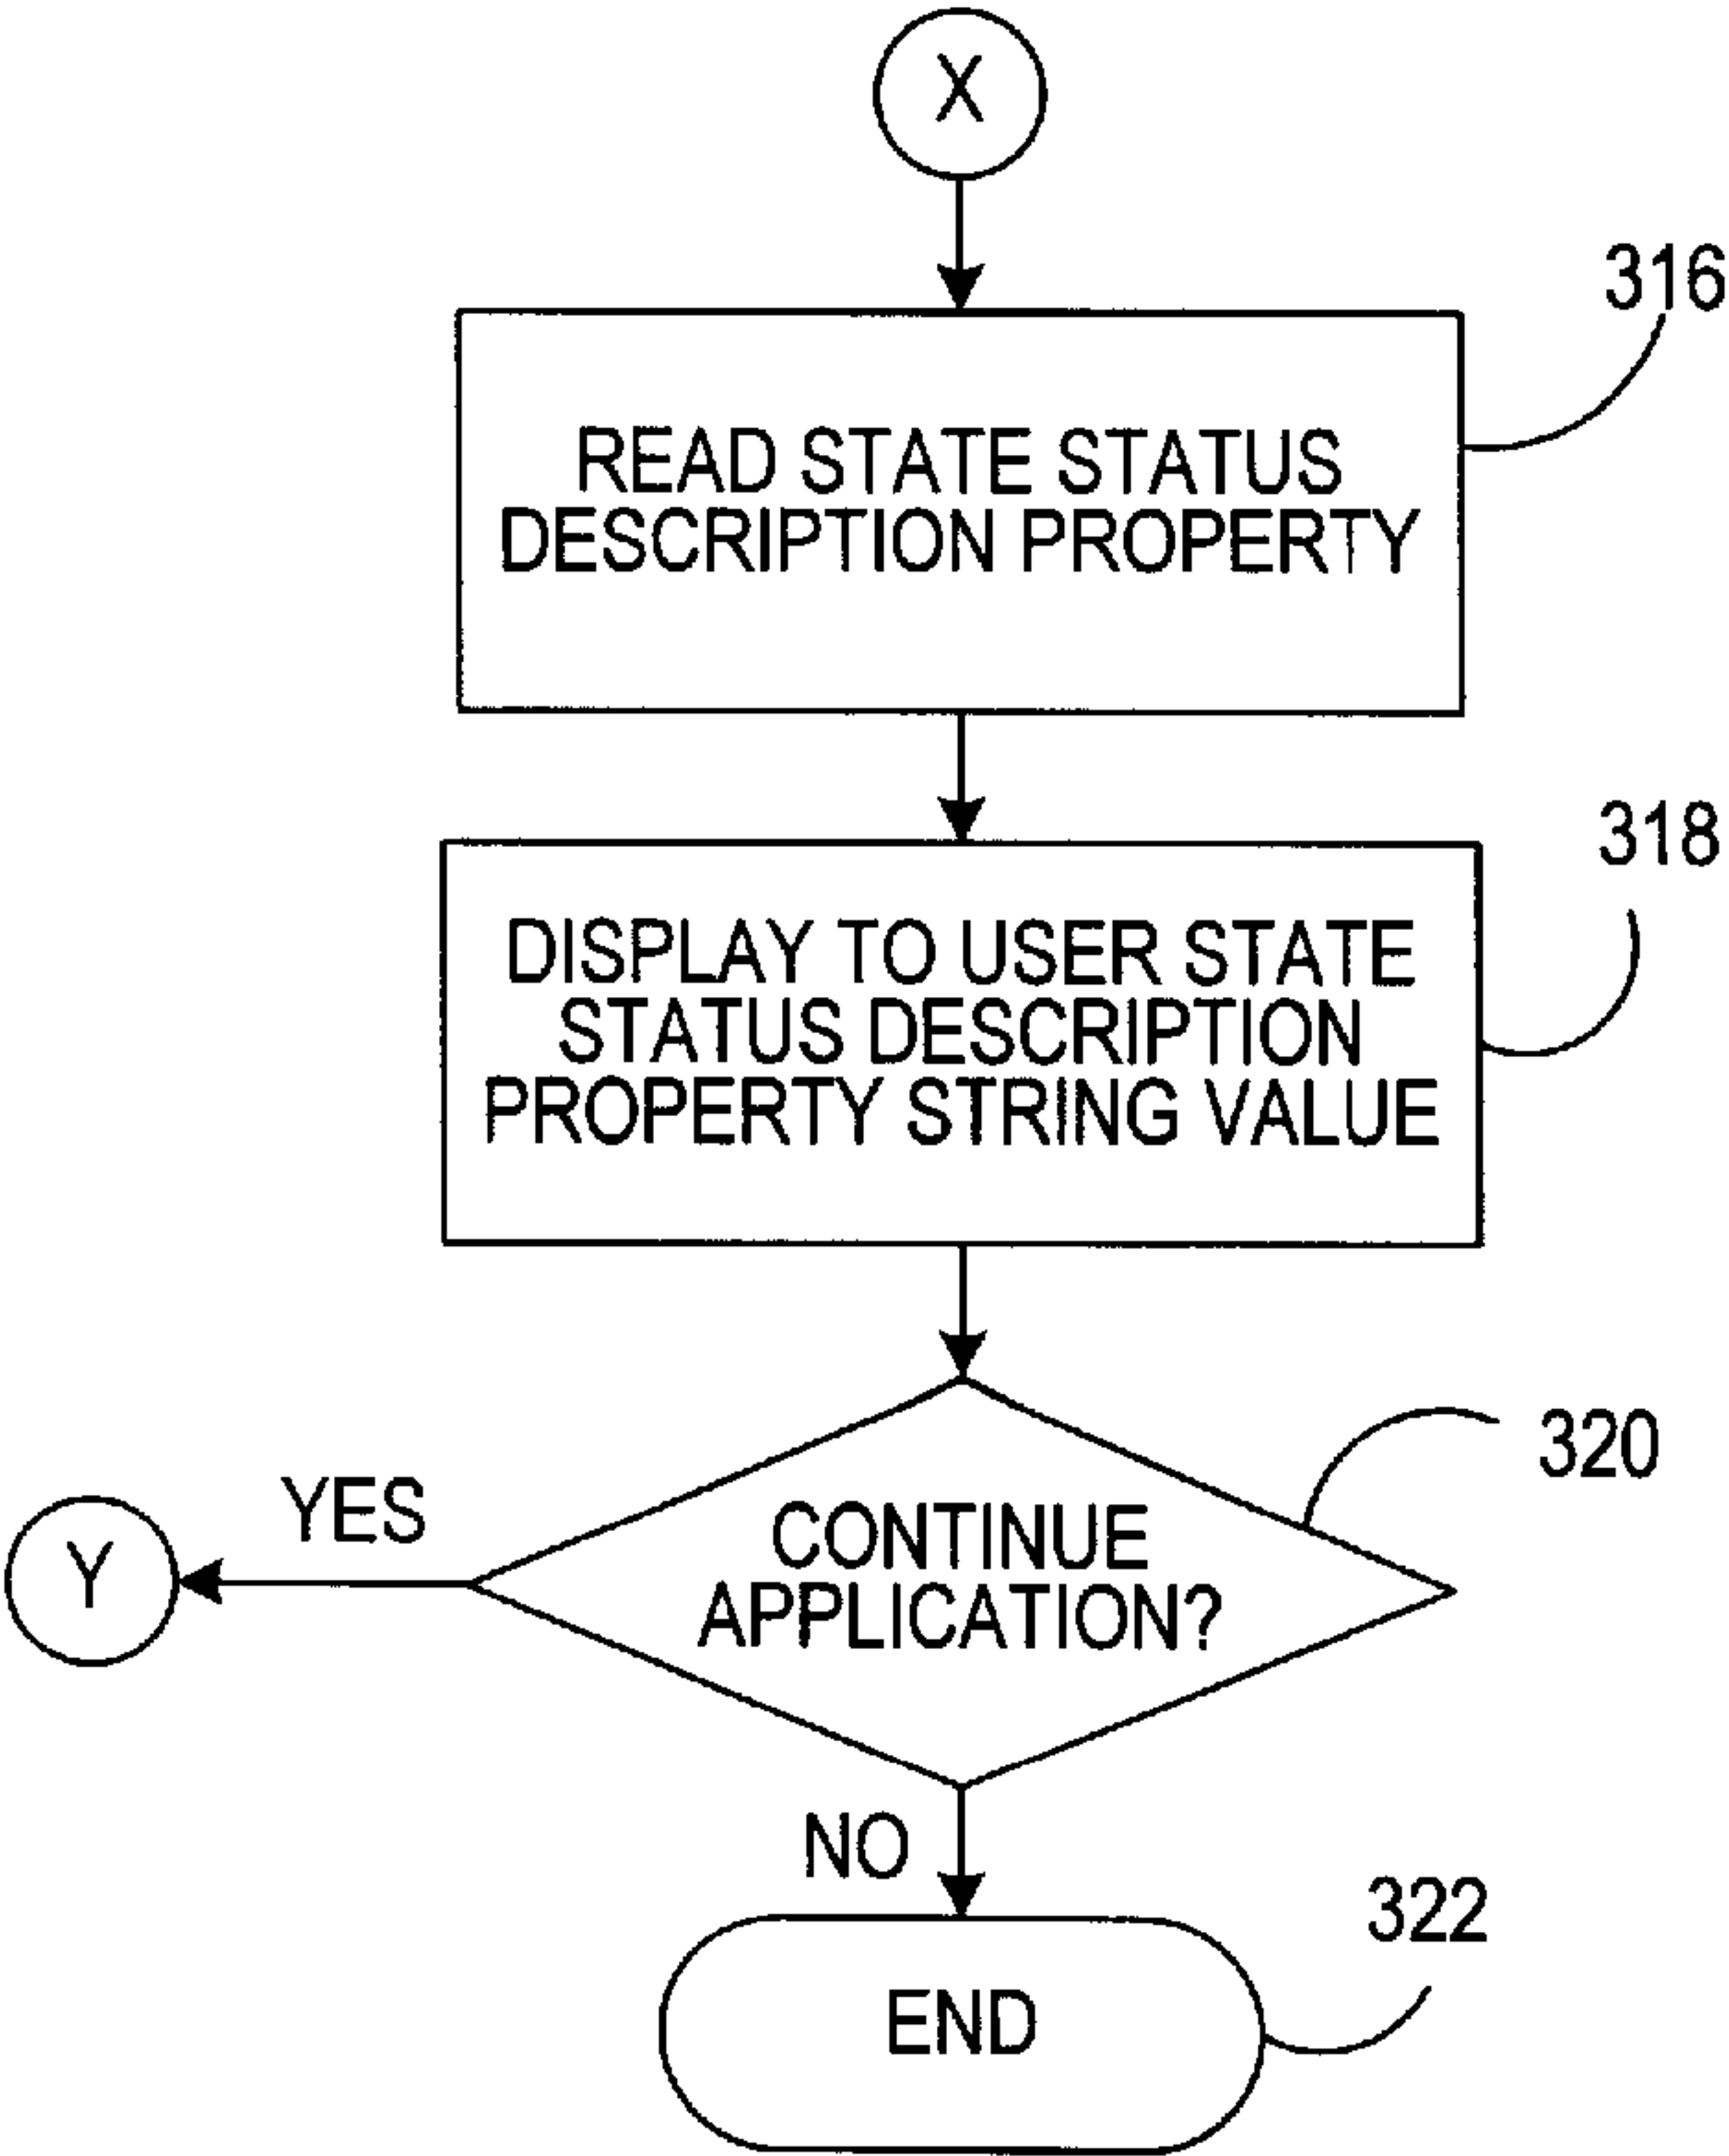 X
316
READ STATE STATUS
DESCRIPTION PROPERTY
318
DISPLAY TO USER STATE
STATUS DESCRIPTION
PROPERTY STRING VALUE
320
YES
Y
CONTINUE
APPLICATION?
NO
322
END